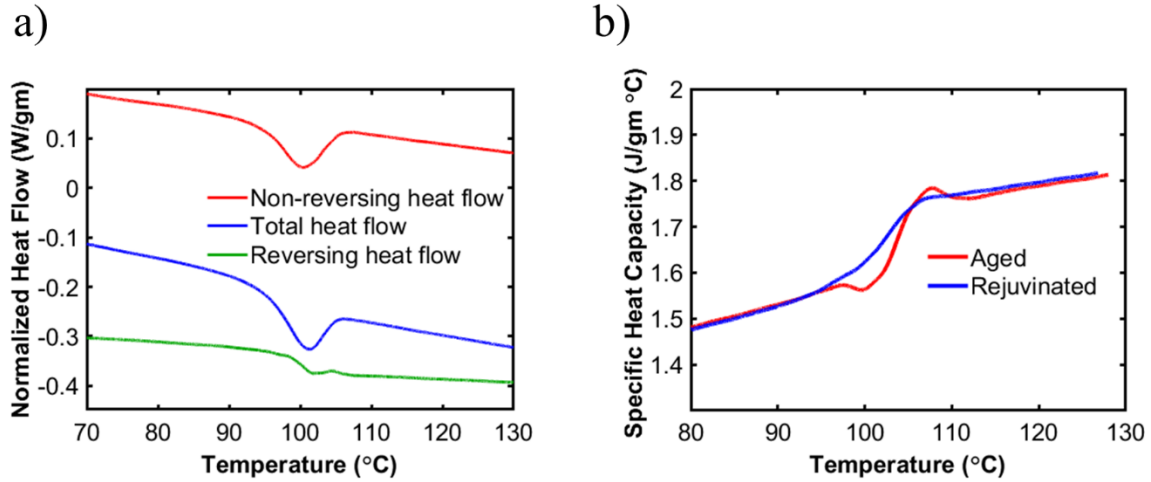 a)
Normalized Heat Flow (W/gm)
0.1
0
-0.1
-0.2
-0.3
-0.4
Non-reversing heat flow
Total heat flow
Reversing heat flow
70 80 90 100 110 120 130
Temperature (°C)
b)
Specific Heat Capacity (J/gm °C)
2
1.9
1.8
1.7
1.6
1.5
1.4
Aged
Rejuvinated
80 90 100 110 120 130
Temperature (°C)